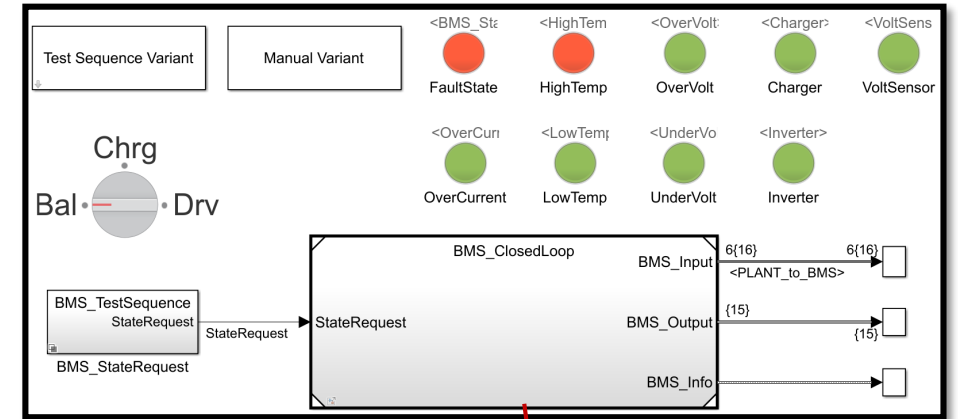 <BMS_Sta
<HighTemp
<OverVolt
<Charger>
<VoltSens
Test Sequence Variant
Manual Variant
FaultState
HighTemp
OverVolt
Charger
VoltSensor
<OverCurr
<LowTemp
<UnderVo
<Inverter>
OverCurrent
LowTemp
UnderVolt
Inverter
Chrg
Bal
Drv
BMS_ClosedLoop
BMS_Input
6{16}
6{16}
<PLANT_to_BMS>
BMS_TestSequence
StateRequest
StateRequest
StateRequest
BMS_Output
{15}
{15}
BMS_StateRequest
BMS_Info